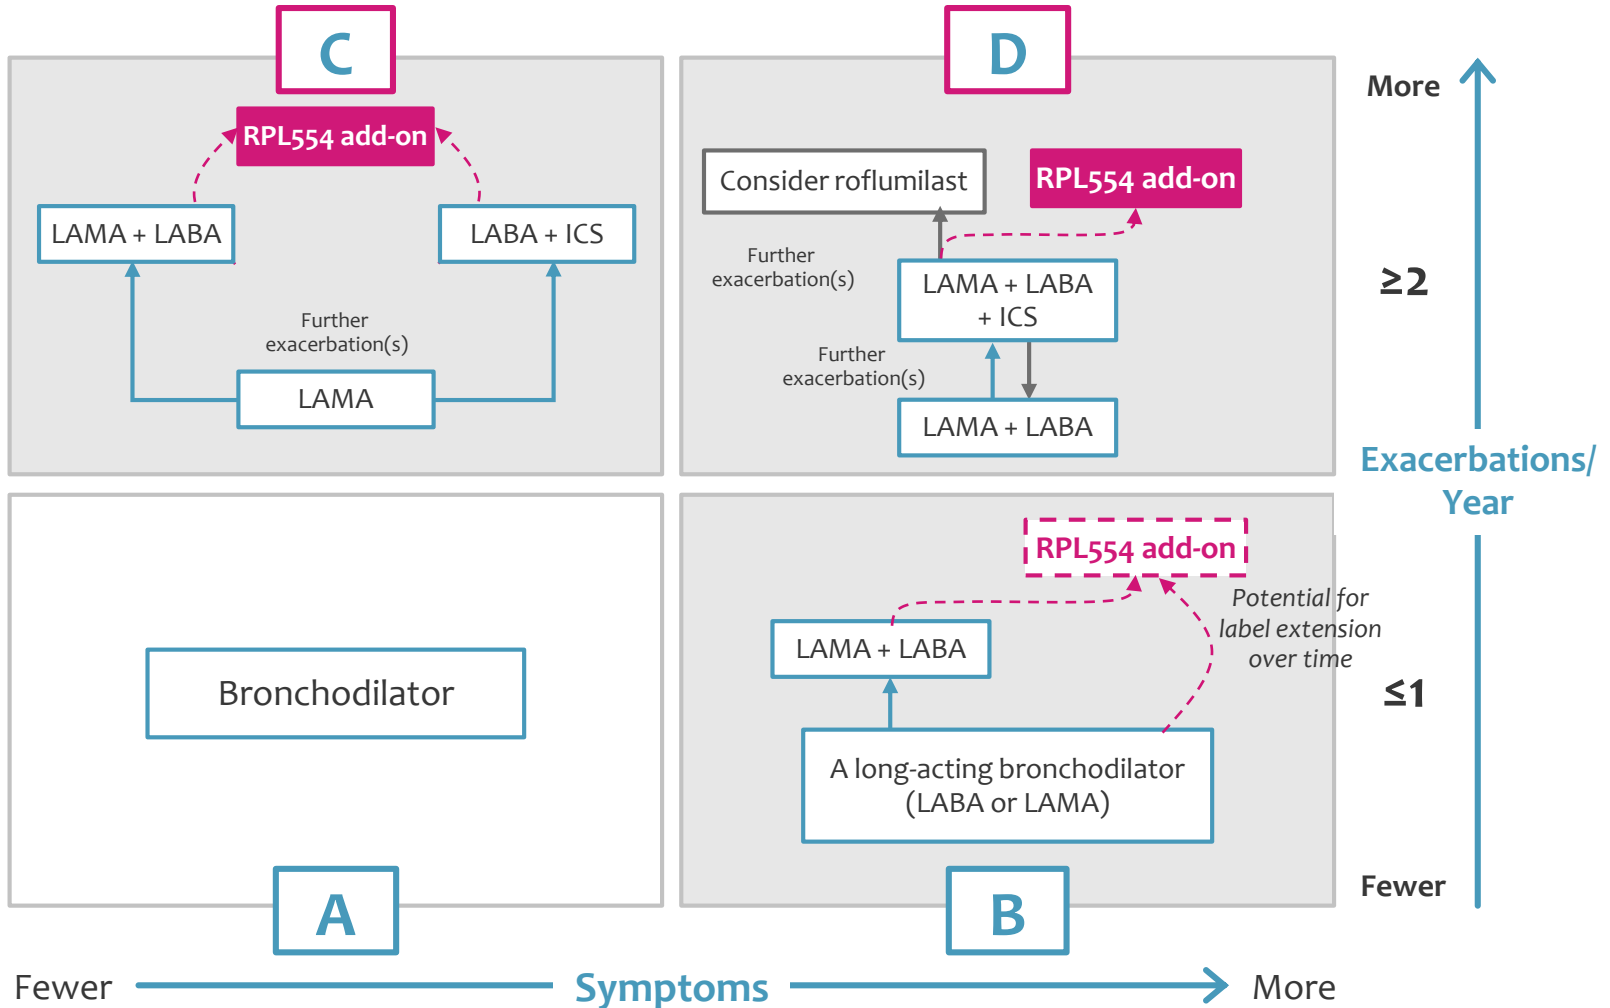 C
RPL554 add-on
LAMA + LABA
LABA + ICS
Further
exacerbation(s)
LAMA
D
Consider roflumilast
RPL554 add-on
Further
exacerbation(s)
LAMA + LABA
+ ICS
Further
exacerbation(s)
LAMA + LABA
More
≥2
Exacerbations/
Year
≤1
Fewer
Bronchodilator
A
RPL554 add-on
Potential for
label extension
over time
LAMA + LABA
A long-acting bronchodilator
(LABA or LAMA)
B
Fewer
Symptoms
More